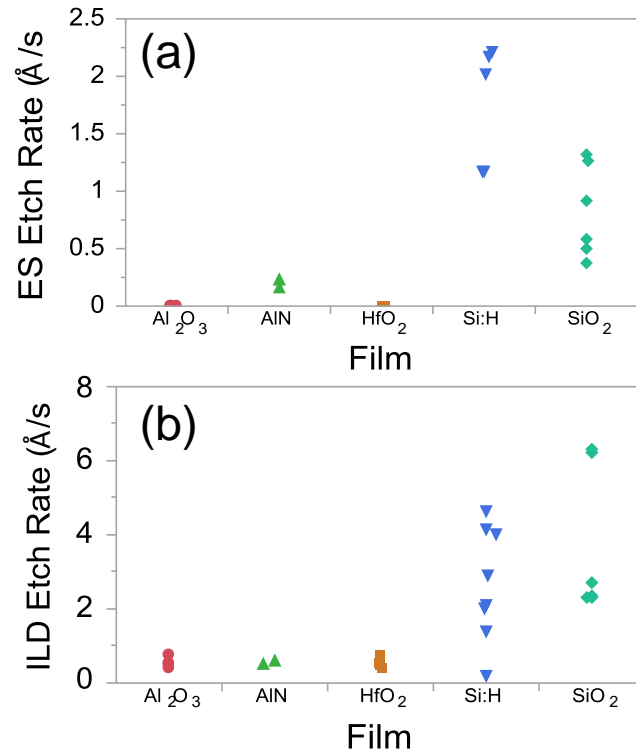 (a)
ES Etch Rate (Å/s
2.5
2
1.5
1
0.5
0
Al2O3 AlN HfO2 Si:H SiO2
Film
(b)
ILD Etch Rate (Å/s
8
6
4
2
0
Al2O3 AlN HfO2 Si:H SiO2
Film